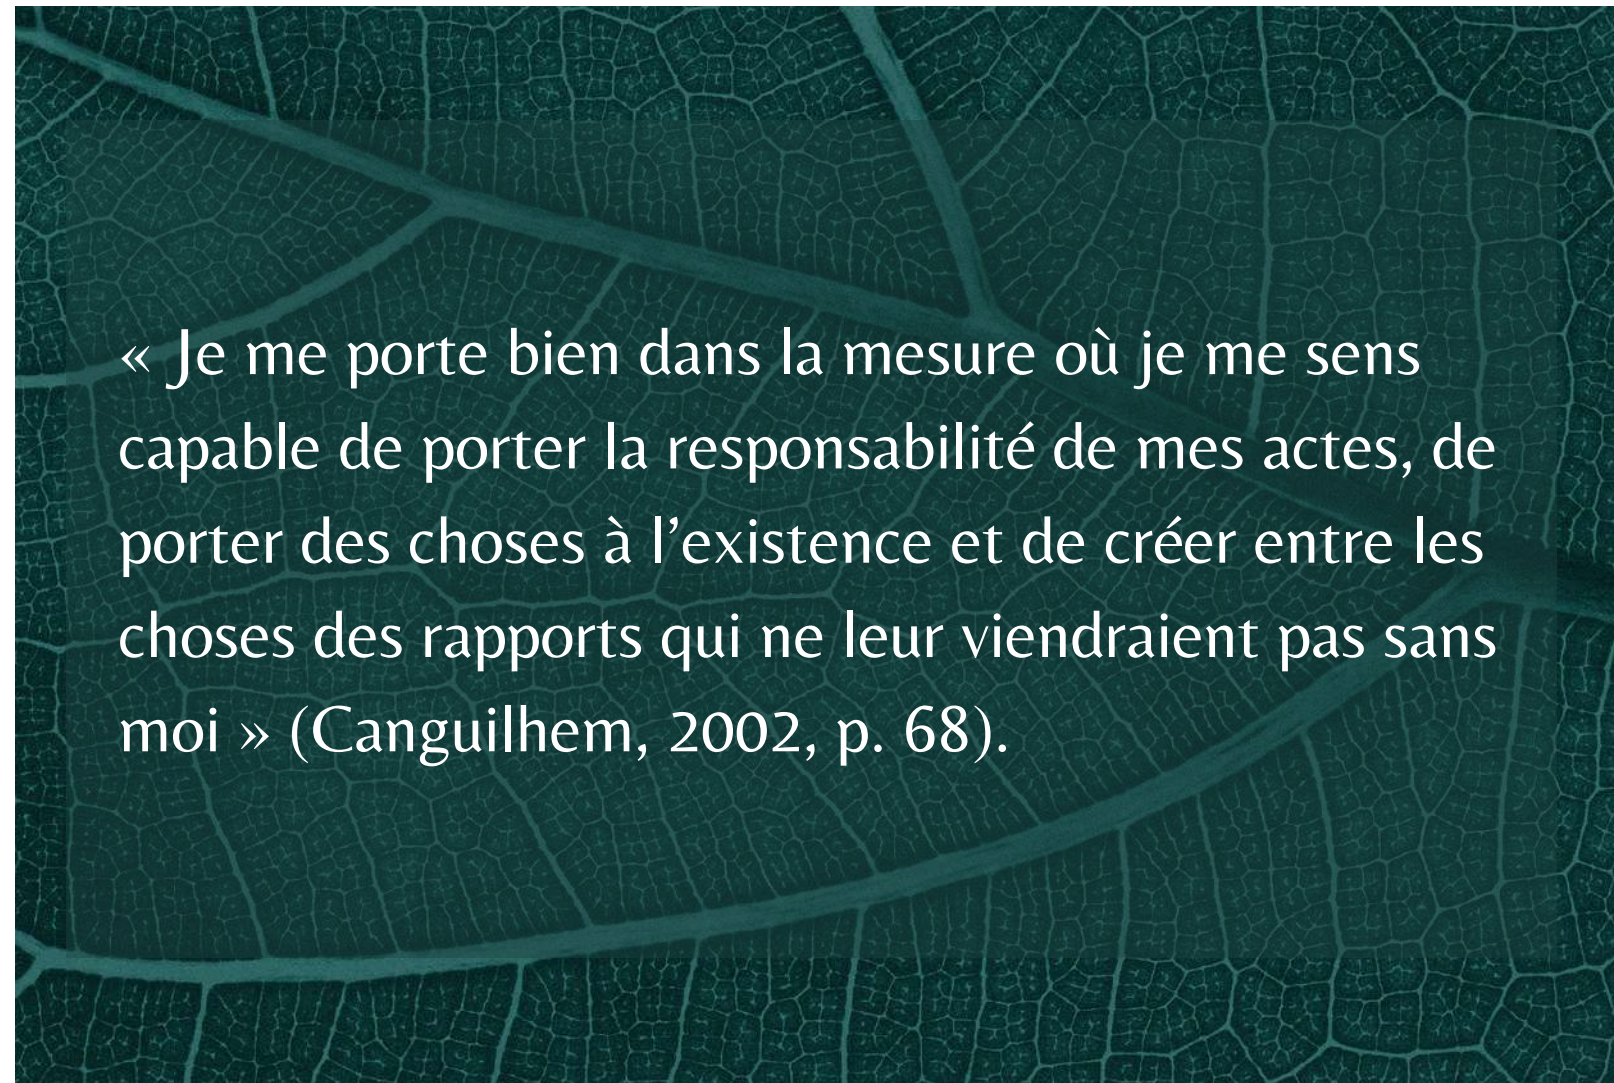 « Je me porte bien dans la mesure où je me sens
capable de porter la responsabilité de mes actes, de
porter des choses à l’existence et de créer entre les
choses des rapports qui ne leur viendraient pas sans
moi » (Canguilhem, 2002, p. 68).